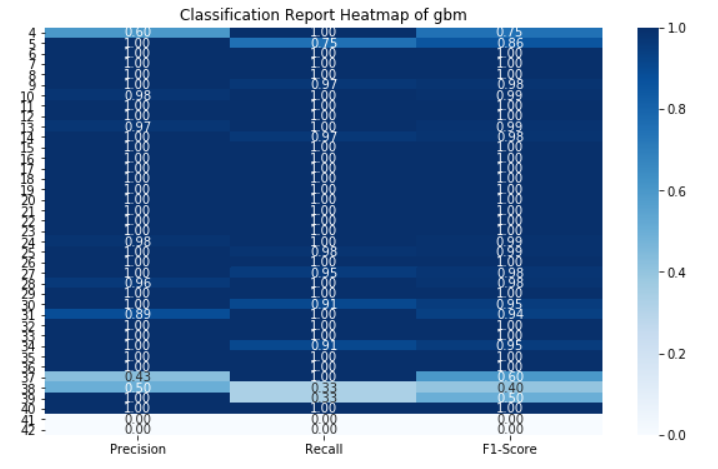 Classification Report Heatmap of gbm
4 0.60 1.00 0.75
5 1.00 0.75 0.86
6 1.00 1.00 1.00
7 1.00 1.00 1.00
8 1.00 1.00 1.00
9 1.00 0.97 0.98
10 0.98 1.00 0.99
11 1.00 1.00 1.00
12 1.00 1.00 1.00
13 0.97 1.00 0.99
14 1.00 0.97 0.98
15 1.00 1.00 1.00
16 1.00 1.00 1.00
17 1.00 1.00 1.00
18 1.00 1.00 1.00
19 1.00 1.00 1.00
20 1.00 1.00 1.00
21 1.00 1.00 1.00
22 1.00 1.00 1.00
23 1.00 1.00 1.00
24 0.98 1.00 0.99
25 1.00 0.98 0.99
26 1.00 1.00 1.00
27 1.00 0.95 0.98
28 0.96 1.00 0.98
29 1.00 1.00 1.00
30 1.00 0.91 0.95
31 0.89 1.00 0.94
32 1.00 1.00 1.00
33 1.00 1.00 1.00
34 1.00 0.91 0.95
35 1.00 1.00 1.00
36 1.00 1.00 1.00
37 0.43 1.00 0.60
38 0.50 0.33 0.40
39 1.00 0.33 0.50
40 1.00 1.00 1.00
41 0.00 0.00 0.00
42 0.00 0.00 0.00
Precision Recall F1-Score
1.0
0.8
0.6
0.4
0.2
0.0